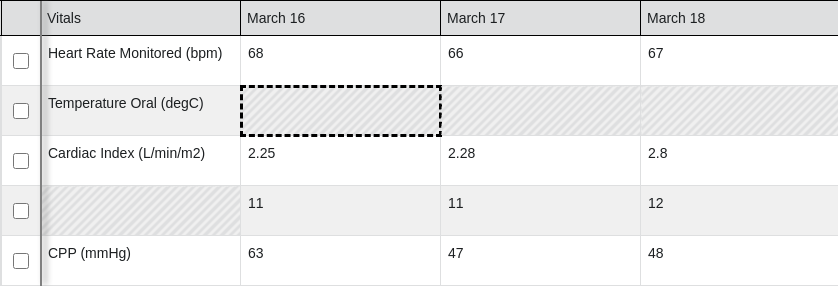 Vitals March 16 March 17 March 18
Heart Rate Monitored (bpm) 68 66 67
Temperature Oral (degC)
Cardiac Index (L/min/m2) 2.25 2.28 2.8
11 11 12
CPP (mmHg) 63 47 48